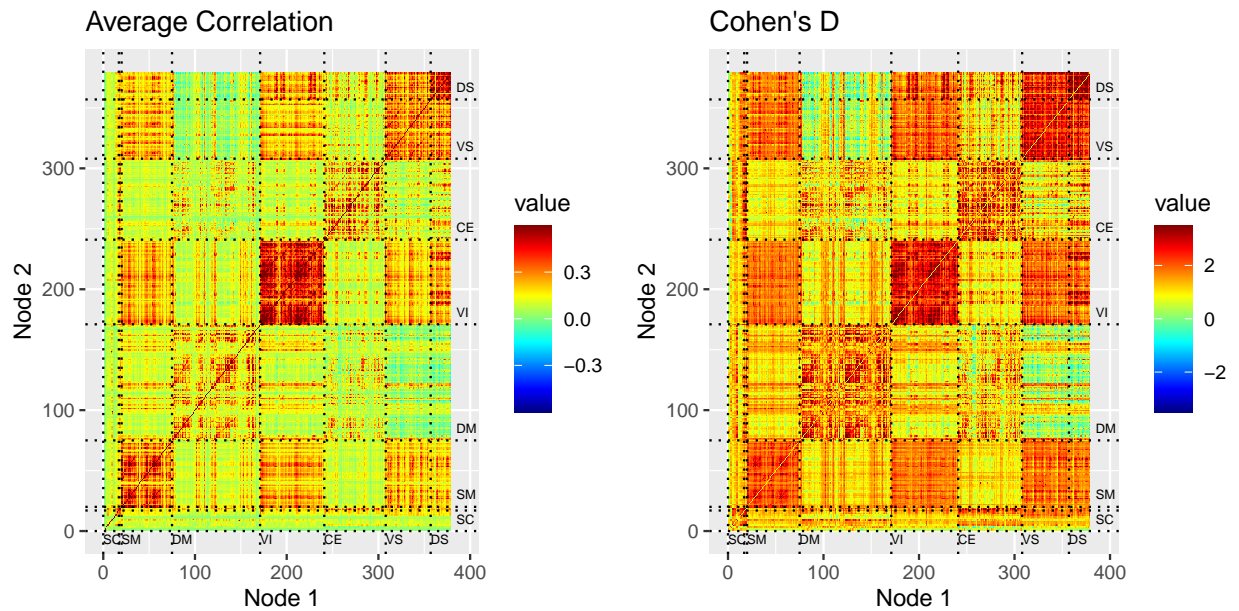 Average Correlation
DS
VS
CE
VI
DM
SM
SC
SC SM DM VI CE VS DS
300
200
100
0
0 100 200 300 400
Node 1
Node 2
value
0.3
0.0
−0.3
Cohen's D
DS
VS
CE
VI
DM
SM
SC
SC SM DM VI CE VS DS
300
200
100
0
0 100 200 300 400
Node 1
Node 2
value
2
0
−2